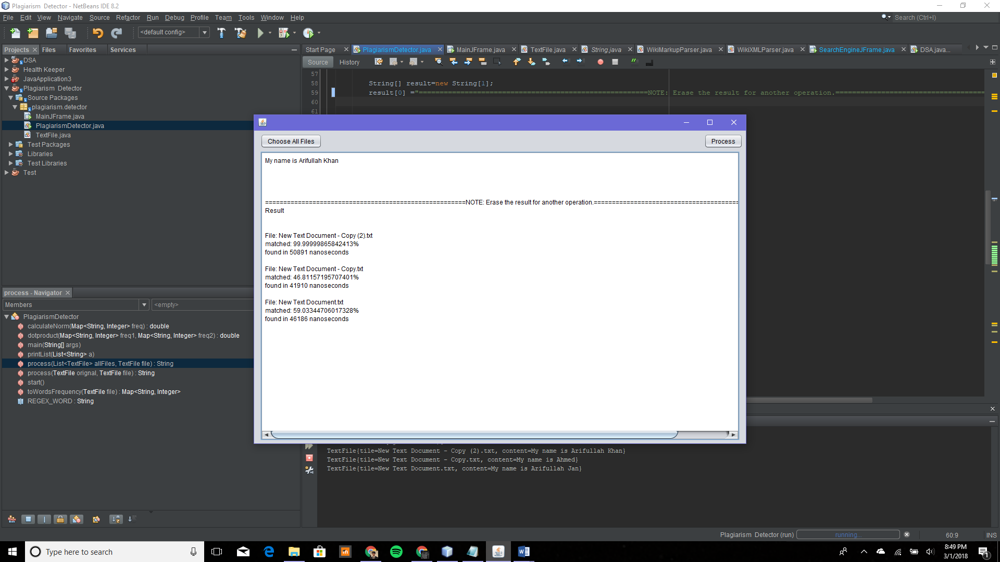 Plagiarism  Detector - NetBeans IDE 8.2
File Edit View Navigate Source Refactor Run Debug Profile Team Tools Window Help
Search (Ctrl+I)
<default config>
Projects Files Favorites Services
Start Page PlagiarismDetector.java MainJFrame.java TextFile.java String.java WikiMarkupParser.java WikiXMLParser.java SearchEngineJFrame.java DSA.java...
Source History
DSA
Health Keeper
JavaApplication3
Plagiarism  Detector
Source Packages
plagiarism.detector
MainJFrame.java
PlagiarismDetector.java
TextFile.java
Test Packages
Libraries
Test Libraries
Test
57
58 String[] result=new String[1];
59 result[0] ="=======================================================NOTE: Erase the result for another operation.====================================
60
61
Choose All Files
Process
My name is Arifullah Khan
=======================================================NOTE: Erase the result for another operation.========================================
Result
File: New Text Document - Copy (2).txt
matched: 99.99999865842413%
found in 50891 nanoseconds
File: New Text Document - Copy.txt
matched: 46.81157195707401%
found in 41910 nanoseconds
File: New Text Document.txt
matched: 59.03344706017328%
found in 46186 nanoseconds
process - Navigator
Members
<empty>
PlagiarismDetector
calculateNorm(Map<String, Integer> freq) : double
dotproduct(Map<String, Integer> freq1, Map<String, Integer> freq2) : double
main(String[] args)
printList(List<String> a)
process(List<TextFile> allFiles, TextFile file) : String
process(TextFile orignal, TextFile file) : String
start()
toWordsFrequency(TextFile file) : Map<String, Integer>
REGEX_WORD : String
TextFile{tile=New Text Document - Copy (2).txt, content=My name is Arifullah Khan}
TextFile{tile=New Text Document - Copy.txt, content=My name is Ahmed}
TextFile{tile=New Text Document.txt, content=My name is Arifullah Jan}
Plagiarism  Detector (run)
running...
60:9
INS
Type here to search
8:49 PM
3/1/2018
1